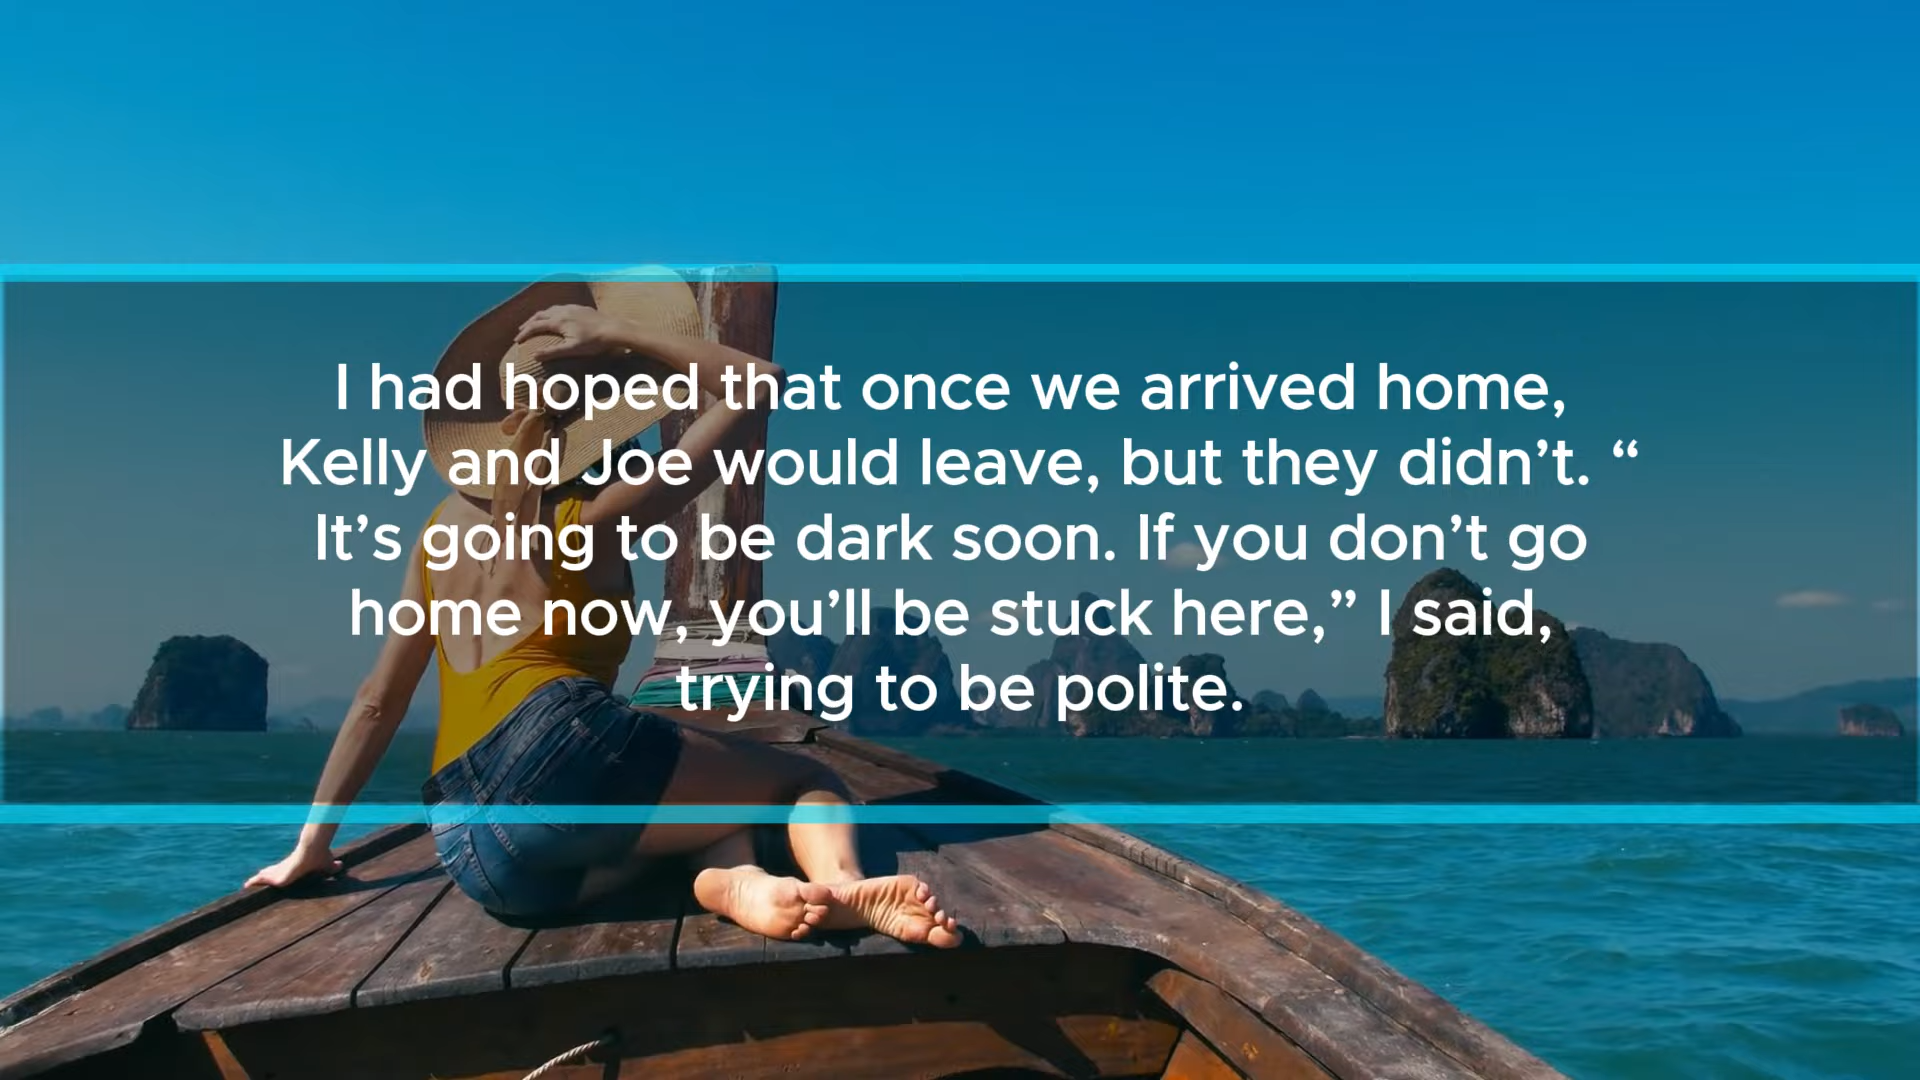 I had hoped that once we arrived home,
Kelly and Joe would leave, but they didn’t. “
It’s going to be dark soon. If you don’t go
home now, you’ll be stuck here,” I said,
trying to be polite.